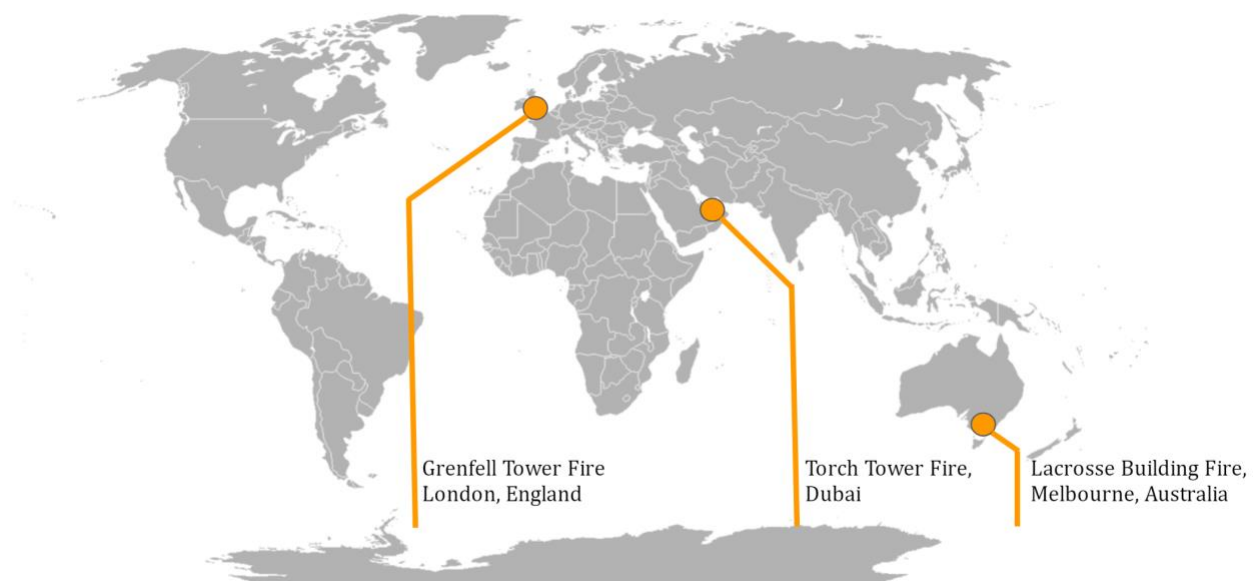 Grenfell Tower Fire
London, England
Torch Tower Fire,
Dubai
Lacrosse Building Fire,
Melbourne, Australia